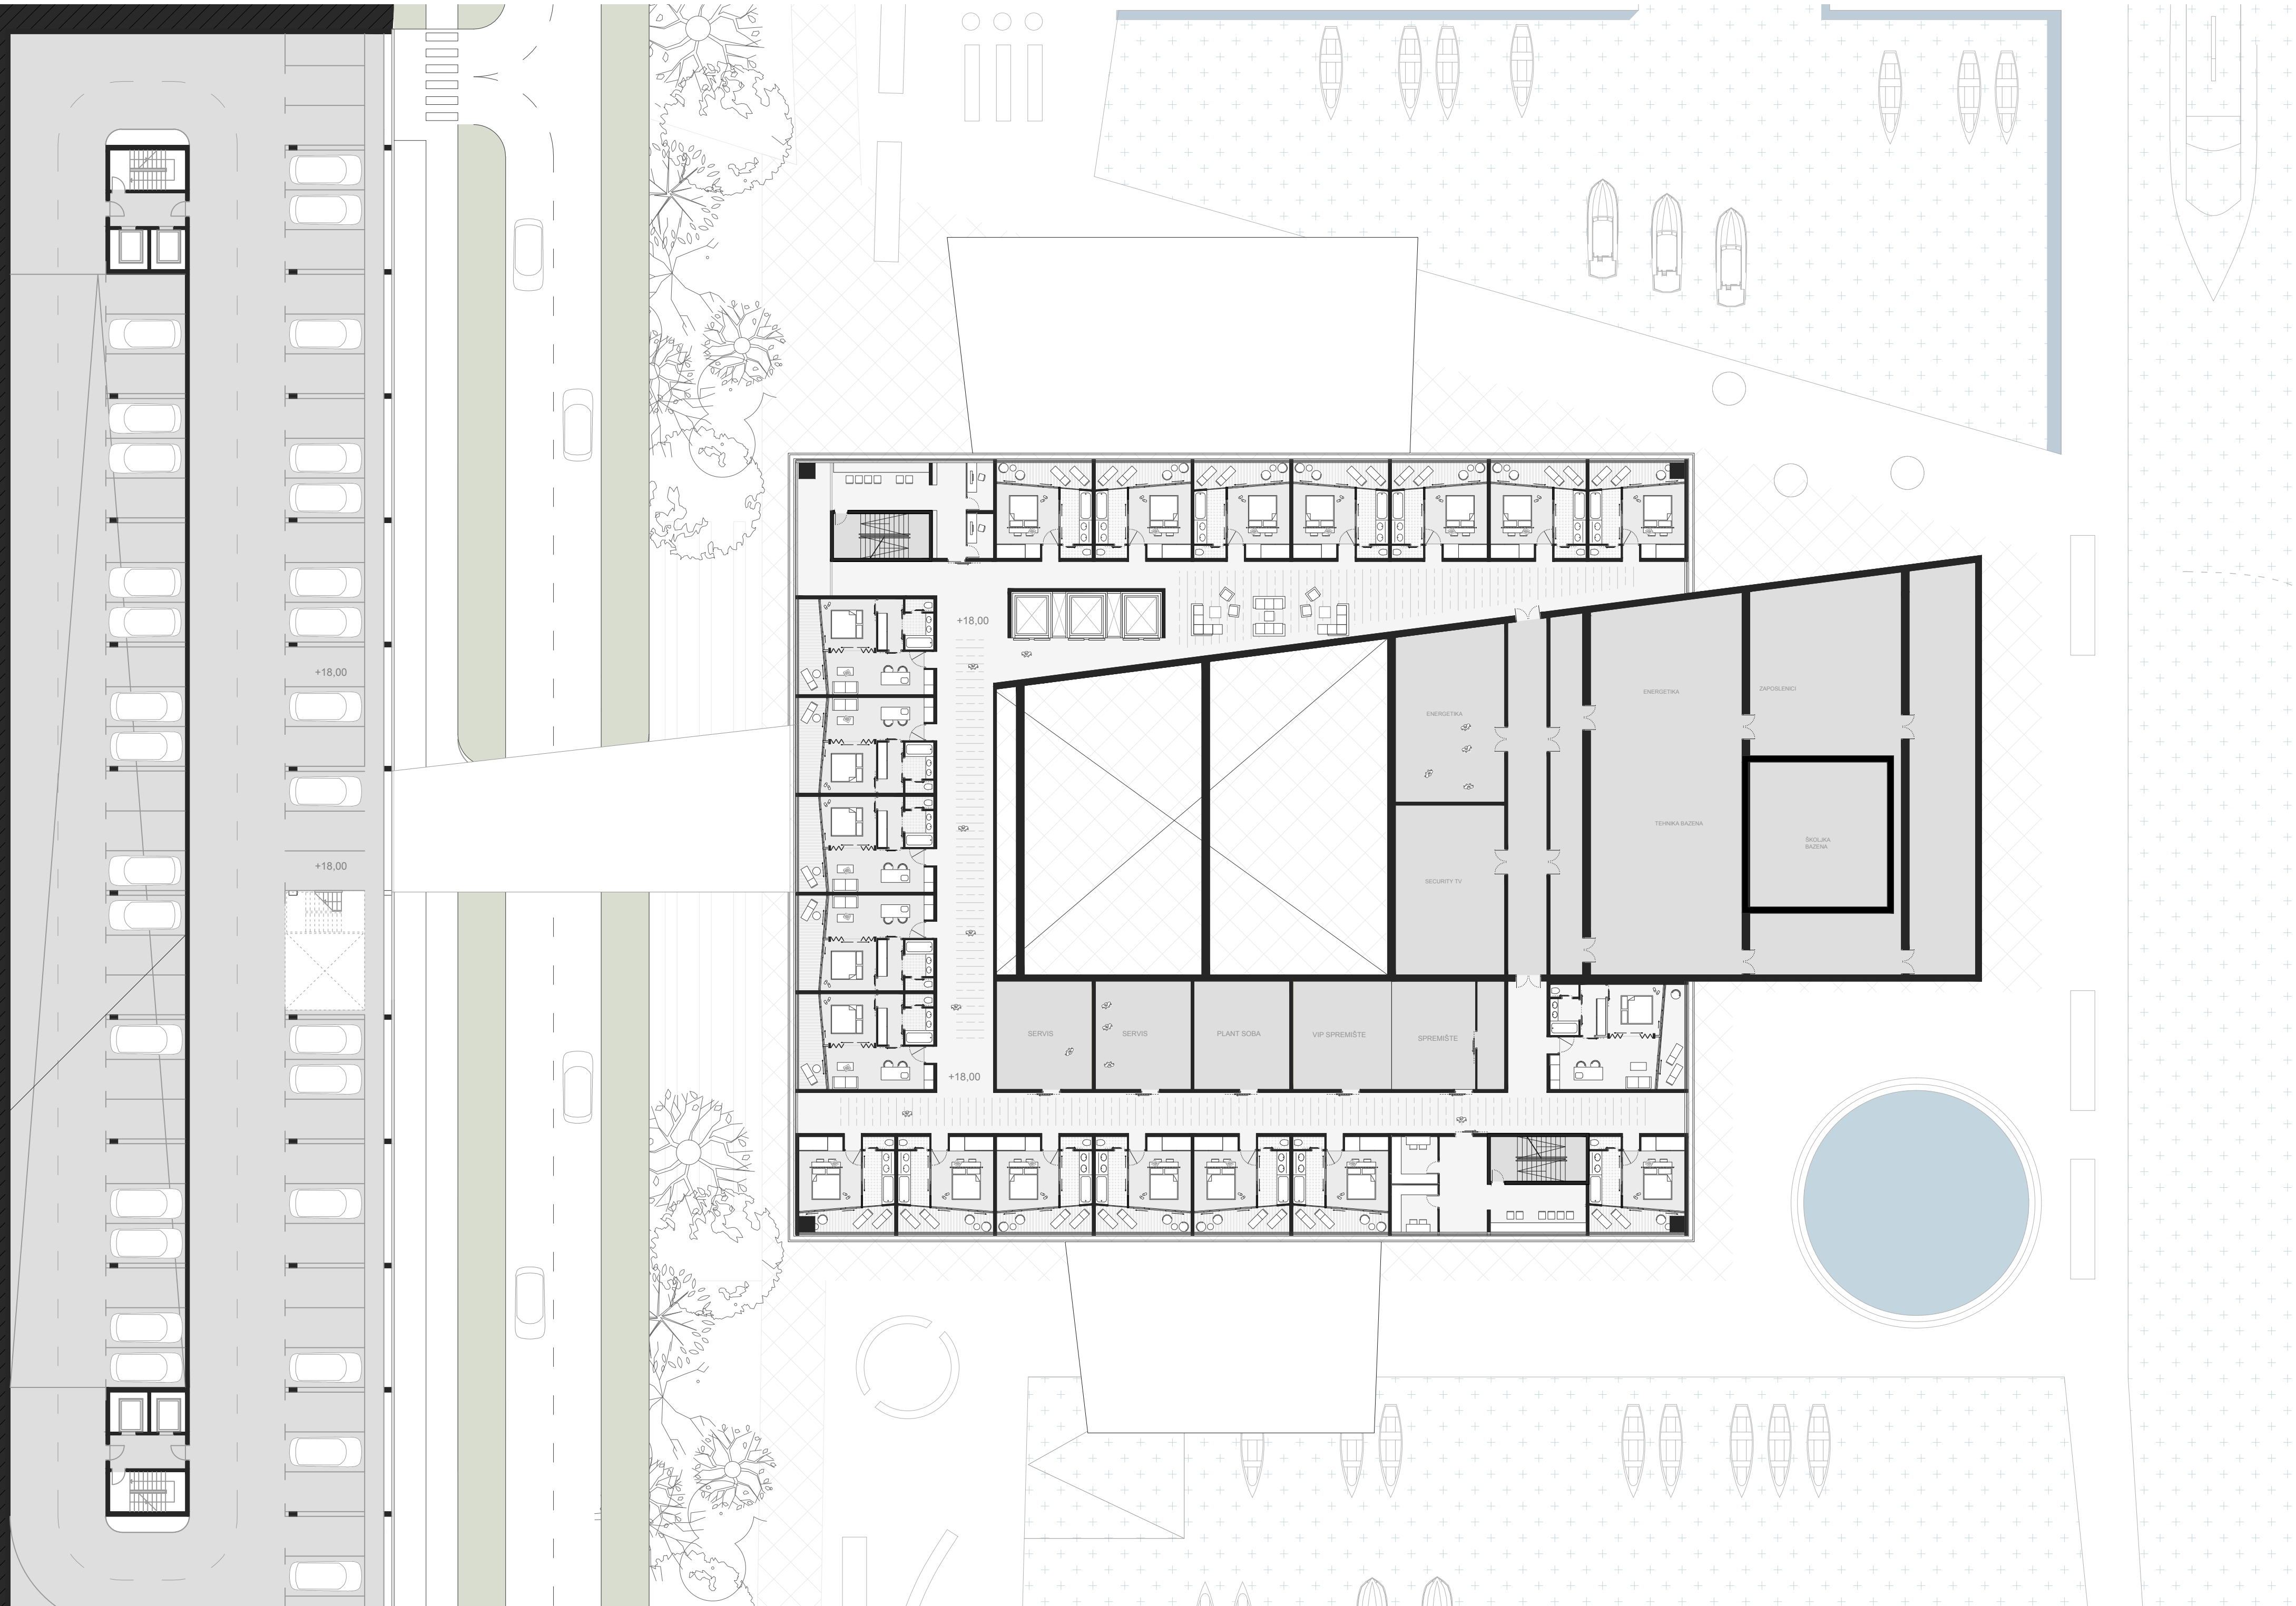 +18,00
+18,00
+18,00
+18,00
ENERGETIKA
ENERGETIKA
ZAPOSLENICI
TEHNIKA BAZENA
ŠKOLJKA
BAZENA
SECURITY TV
SERVIS
SERVIS
PLANT SOBA
VIP SPREMIŠTE
SPREMIŠTE